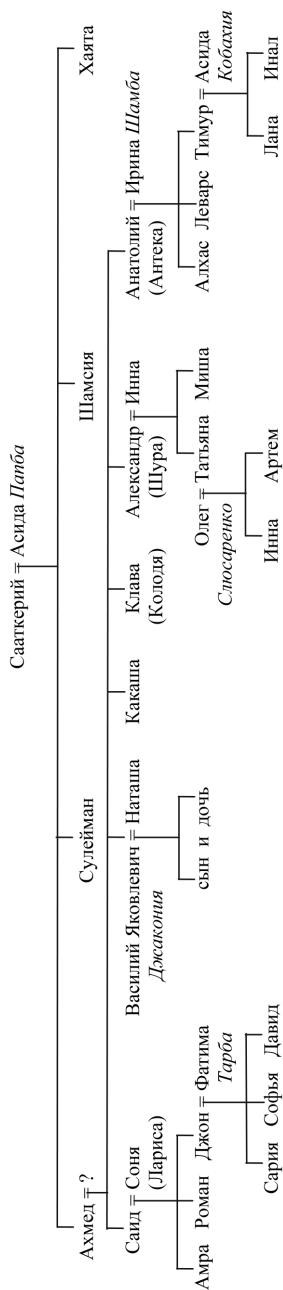 Сааткерий = Асида Папба
Ахмед = ? Сулейман Шамсия Хаята
Саид = Соня Василий Яковлевич = Наташа Какаша Клава Александр = Инна Анатолий = Ирина Шамба
(Лариса) Джакония (Колодя) (Шура) (Антека)
Амра Роман Джон = Фатима сын и дочь Олег = Татьяна Миша Алхас Леварс Тимур = Асида
Тарба Слюсаренко Кобахия
Сария Софья Давид Инна Артем Лана Инал